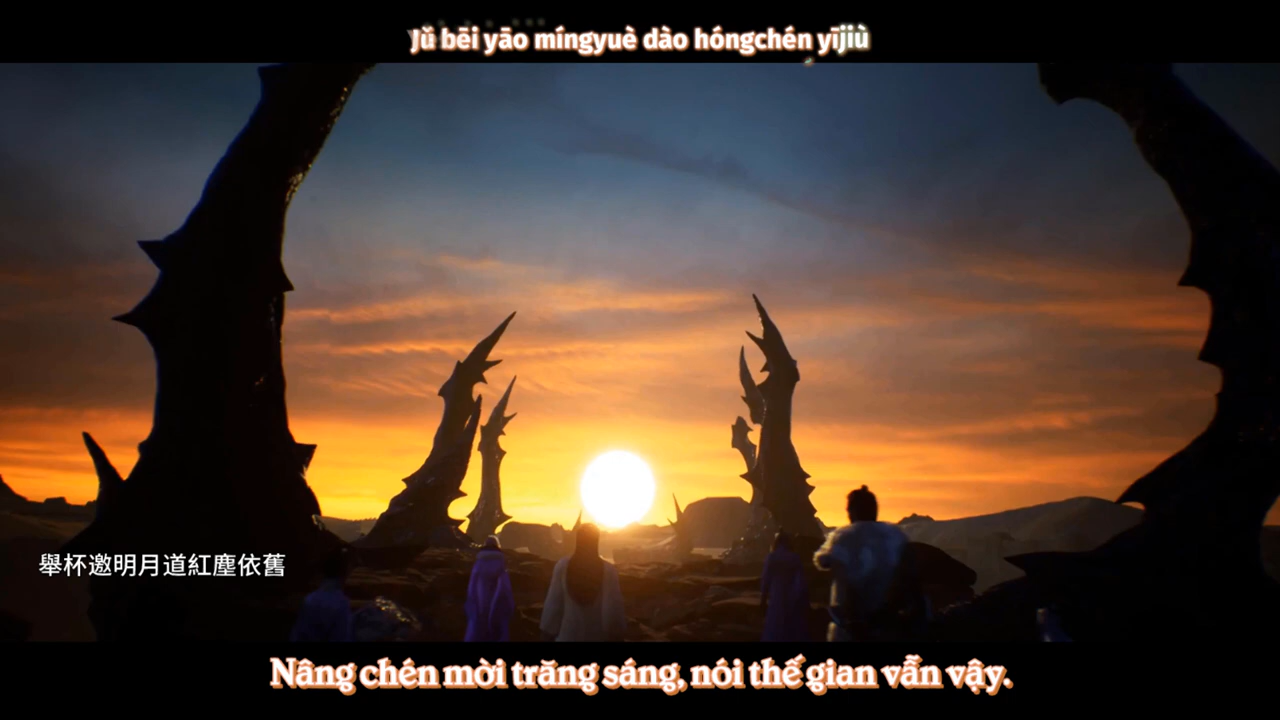 Jǔ bēi yāo míngyuè dào hóngchén yījiù
舉杯邀明月道紅塵依舊
Nâng chén mời trăng sáng, nói thế gian vẫn vậy.